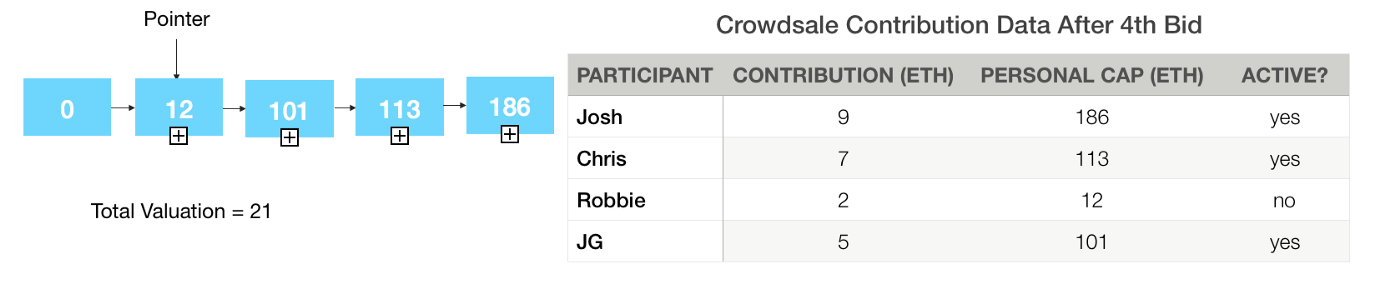 Pointer
0 12 101 113 186
Total Valuation = 21
Crowdsale Contribution Data After 4th Bid
PARTICIPANT CONTRIBUTION (ETH) PERSONAL CAP (ETH) ACTIVE?
Josh 9 186 yes
Chris 7 113 yes
Robbie 2 12 no
JG 5 101 yes